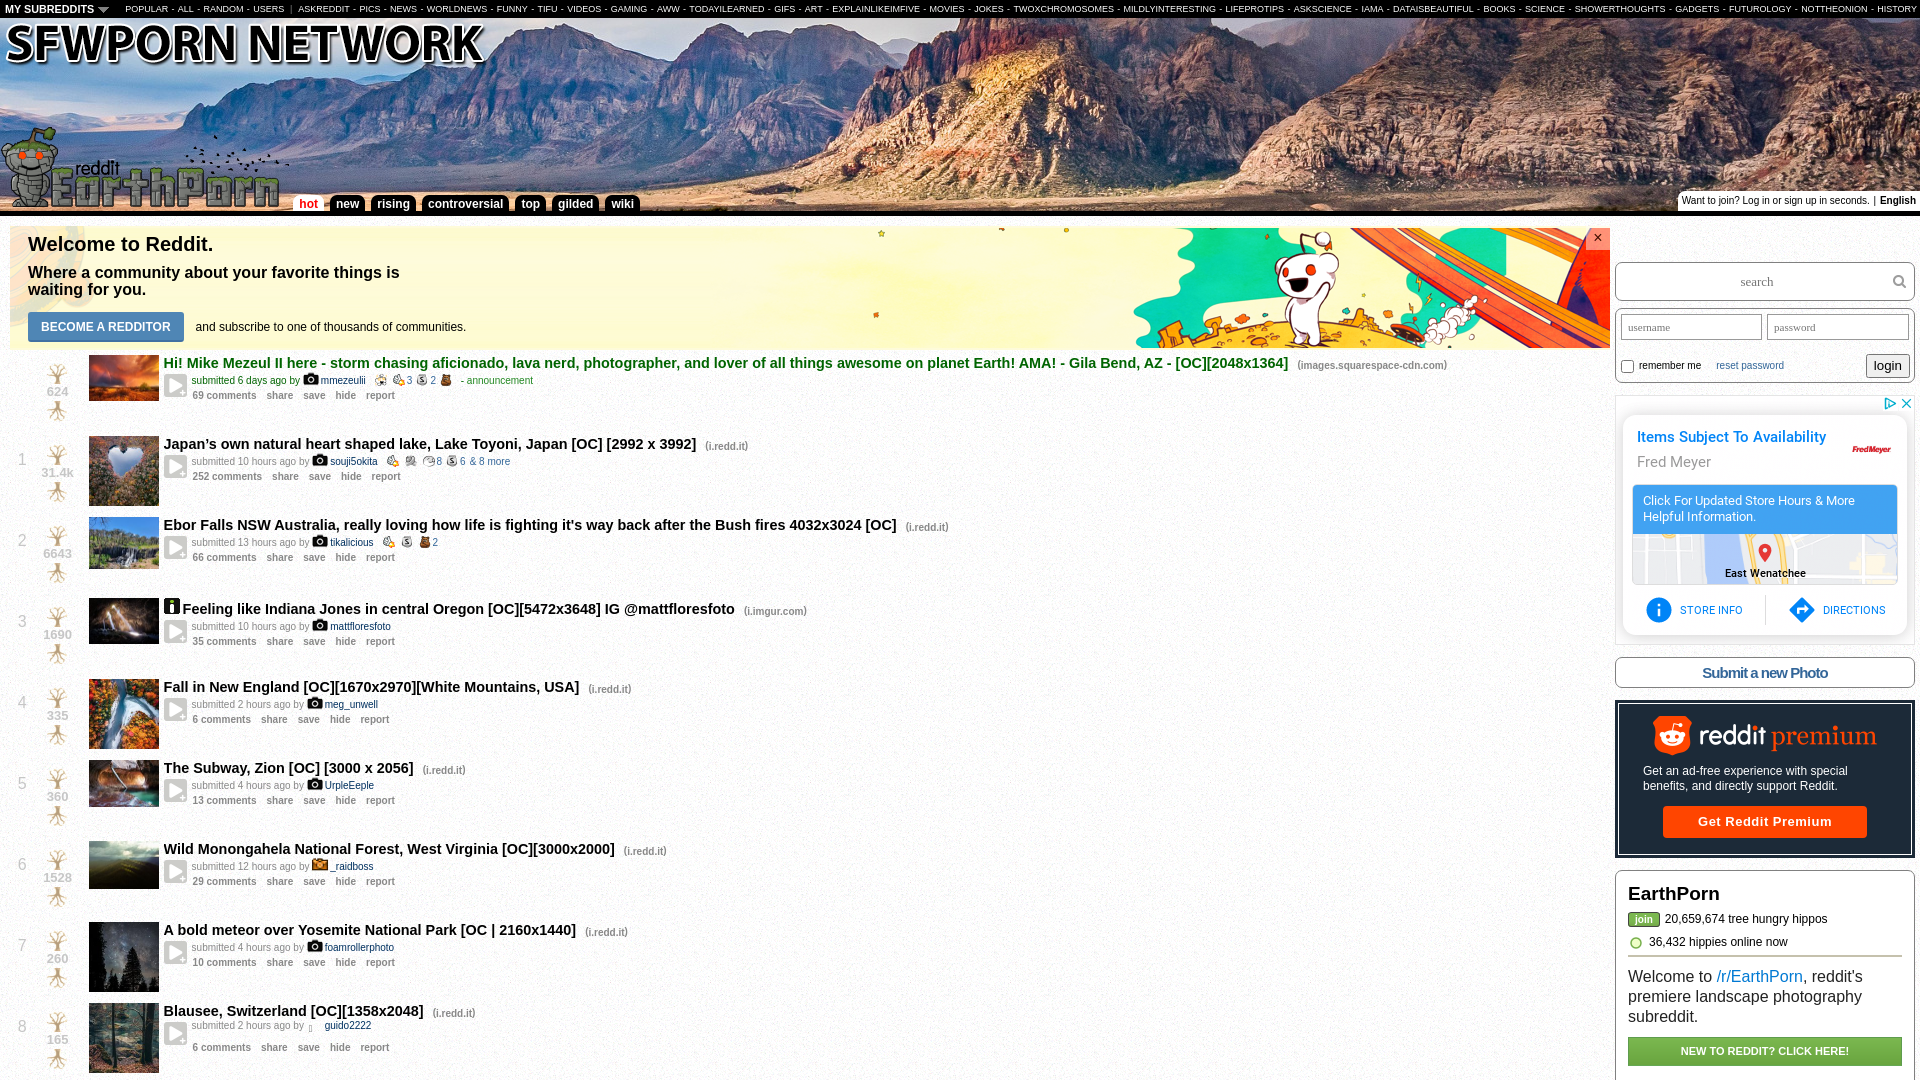 MY SUBREDDITS POPULAR - ALL - RANDOM - USERS | ASKREDDIT - PICS - NEWS - WORLDNEWS - FUNNY - TIFU - VIDEOS - GAMING - AWW - TODAYILEARNED - GIFS - ART - EXPLAINLIKEIMFIVE - MOVIES - JOKES - TWOXCHROMOSOMES - MILDLYINTERESTING - LIFEPROTIPS - ASKSCIENCE - IAMA - DATAISBEAUTIFUL - BOOKS - SCIENCE - SHOWERTHOUGHTS - GADGETS - FUTUROLOGY - NOTTHEONION - HISTORY
SFWPORN NETWORK
reddit
EarthPorn
hot new rising controversial top gilded wiki
Want to join? Log in or sign up in seconds. | English
Welcome to Reddit.
Where a community about your favorite things is
waiting for you.
BECOME A REDDITOR and subscribe to one of thousands of communities.
×
624
Hi! Mike Mezeul II here - storm chasing aficionado, lava nerd, photographer, and lover of all things awesome on planet Earth! AMA! - Gila Bend, AZ - [OC][2048x1364] (images.squarespace-cdn.com)
submitted 6 days ago by mmezeulii 3 2 - announcement
69 comments share save hide report
1
31.4k
Japan’s own natural heart shaped lake, Lake Toyoni, Japan [OC] [2992 x 3992] (i.redd.it)
submitted 10 hours ago by souji5okita 8 6 & 8 more
252 comments share save hide report
2
6643
Ebor Falls NSW Australia, really loving how life is fighting it's way back after the Bush fires 4032x3024 [OC] (i.redd.it)
submitted 13 hours ago by tikalicious 2
66 comments share save hide report
3
1690
Feeling like Indiana Jones in central Oregon [OC][5472x3648] IG @mattfloresfoto (i.imgur.com)
submitted 10 hours ago by mattfloresfoto
35 comments share save hide report
4
335
Fall in New England [OC][1670x2970][White Mountains, USA] (i.redd.it)
submitted 2 hours ago by meg_unwell
6 comments share save hide report
5
360
The Subway, Zion [OC] [3000 x 2056] (i.redd.it)
submitted 4 hours ago by UrpleEeple
13 comments share save hide report
6
1528
Wild Monongahela National Forest, West Virginia [OC][3000x2000] (i.redd.it)
submitted 12 hours ago by _raidboss
29 comments share save hide report
7
260
A bold meteor over Yosemite National Park [OC | 2160x1440] (i.redd.it)
submitted 4 hours ago by foamrollerphoto
10 comments share save hide report
8
165
Blausee, Switzerland [OC][1358x2048] (i.redd.it)
submitted 2 hours ago by guido2222
6 comments share save hide report
search
username password
remember me reset password login
Items Subject To Availability
Fred Meyer
Fred Meyer
Click For Updated Store Hours & More
Helpful Information.
East Wenatchee
STORE INFO DIRECTIONS
Submit a new Photo
reddit premium
Get an ad-free experience with special
benefits, and directly support Reddit.
Get Reddit Premium
EarthPorn
join 20,659,674 tree hungry hippos
36,432 hippies online now
Welcome to /r/EarthPorn, reddit's
premiere landscape photography
subreddit.
NEW TO REDDIT? CLICK HERE!